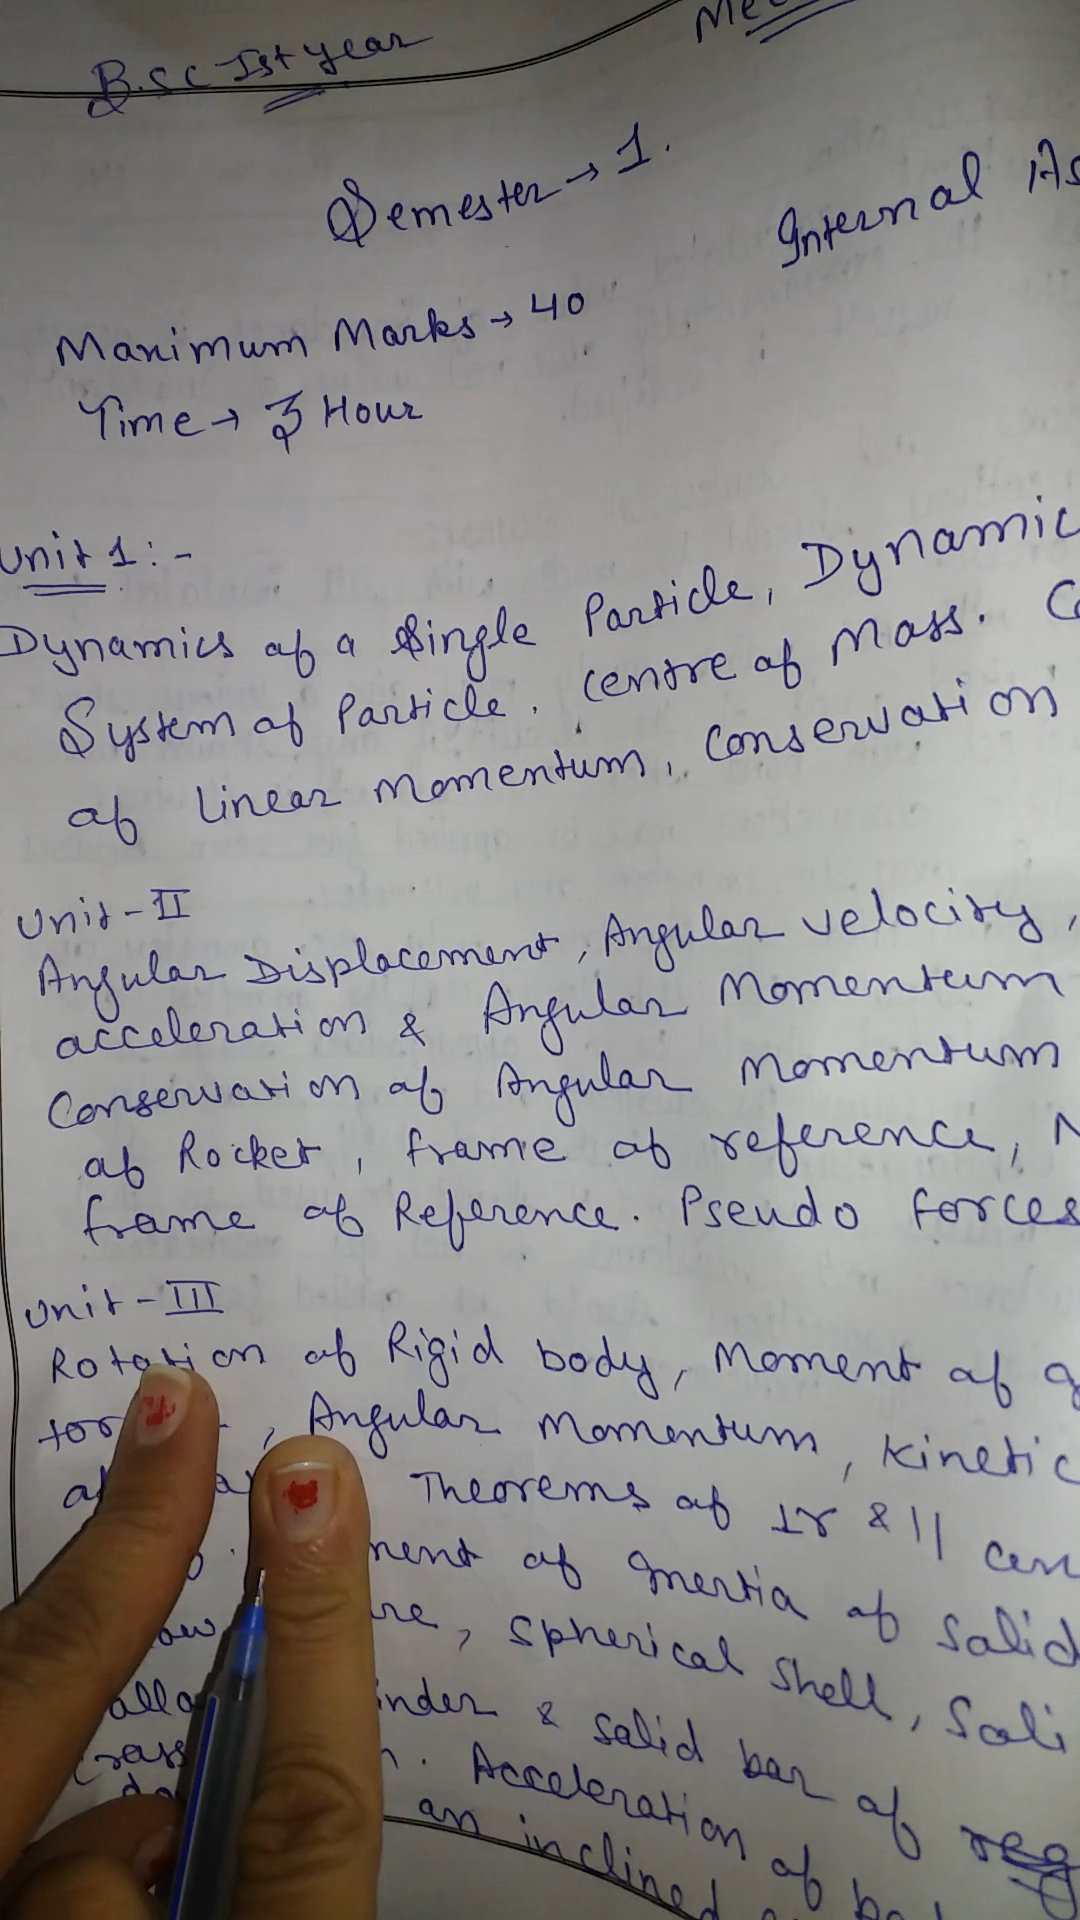 B.sc Ist year
Semester → 1.
Internal
Maximum Marks → 40
Time → 3 Hour
Unit 1 : -
Dynamics of a Single Particle, Dynamic
System of Particle. Centre of Mass.
of linear Momentum, Conservation
Unit - II
Angular Displacement, Angular velocity,
acceleration & Angular Momentum
Conservation of Angular Momentum
of Rocket, frame of reference, N
frame of Reference. Pseudo forces
Unit - III
Rotation of Rigid body, Moment of
, Angular Momentum, Kinetic
Theorems of Ir & ||
of Inertia of Salid
, Spherical Shell, Sali
& Salid bar of
. Acceleration of
an inclined